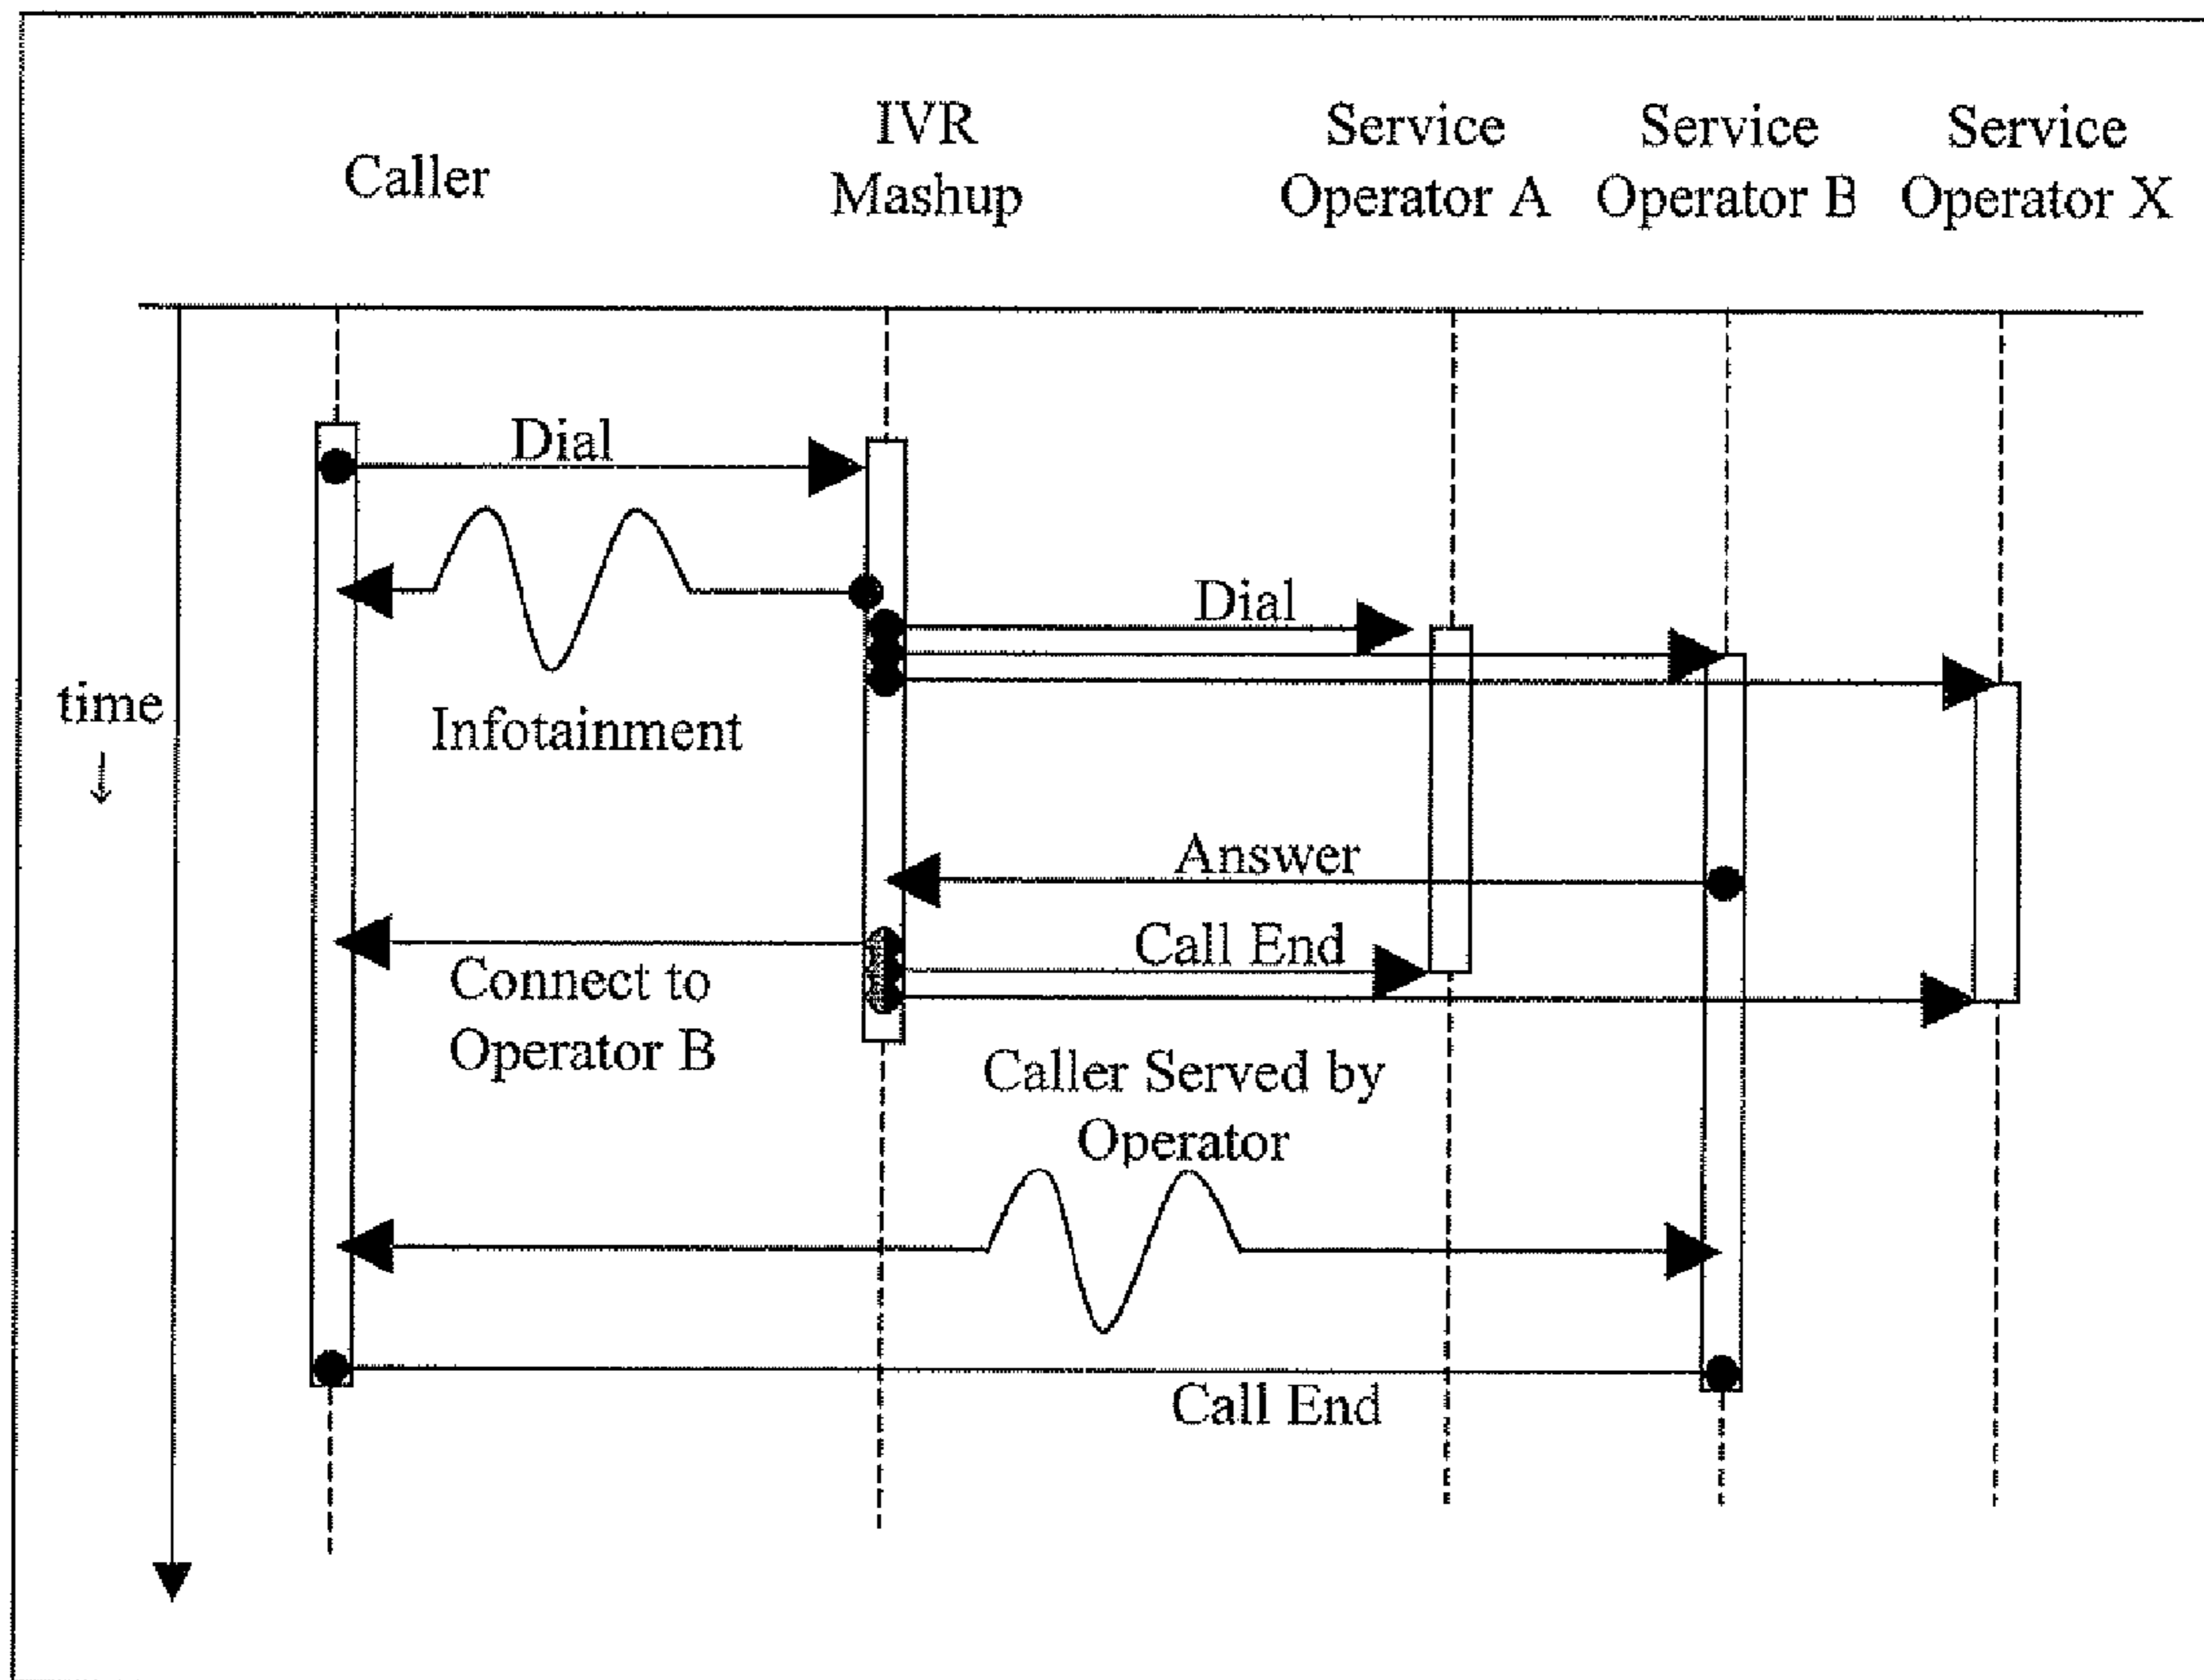 Caller
IVR
Mashup
Service
Operator A
Service
Operator B
Service
Operator X
Dial
Dial
time
↓
Infotainment
Answer
Call End
Connect to
Operator B
Caller Served by
Operator
Call End